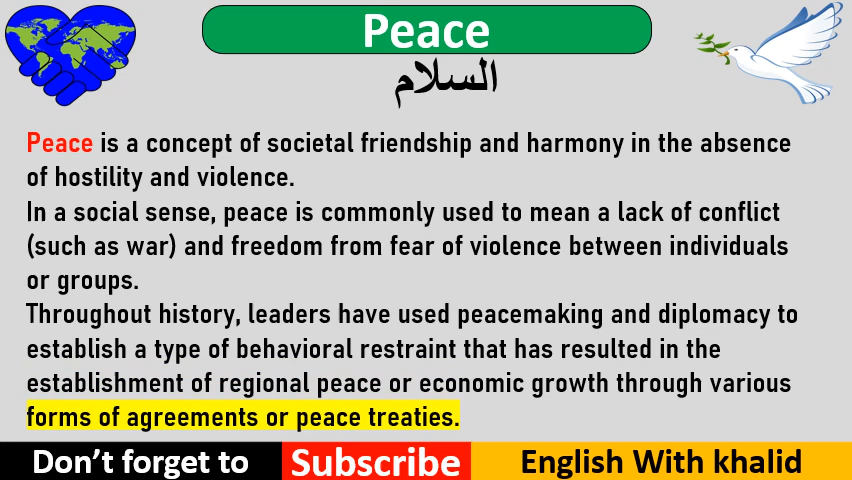 Peace
السلام
Peace is a concept of societal friendship and harmony in the absence
of hostility and violence.
In a social sense, peace is commonly used to mean a lack of conflict
(such as war) and freedom from fear of violence between individuals
or groups.
Throughout history, leaders have used peacemaking and diplomacy to
establish a type of behavioral restraint that has resulted in the
establishment of regional peace or economic growth through various
forms of agreements or peace treaties.
Don’t forget to Subscribe English With khalid